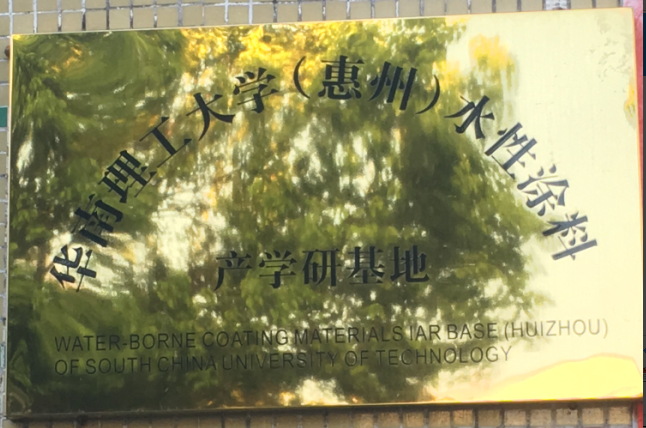 华南理工大学(惠州)水性涂料
产学研基地
WATER-BORNE COATING MATERIALS IAR BASE (HUIZHOU)
OF SOUTH CHINA UNIVERSITY OF TECHNOLOGY